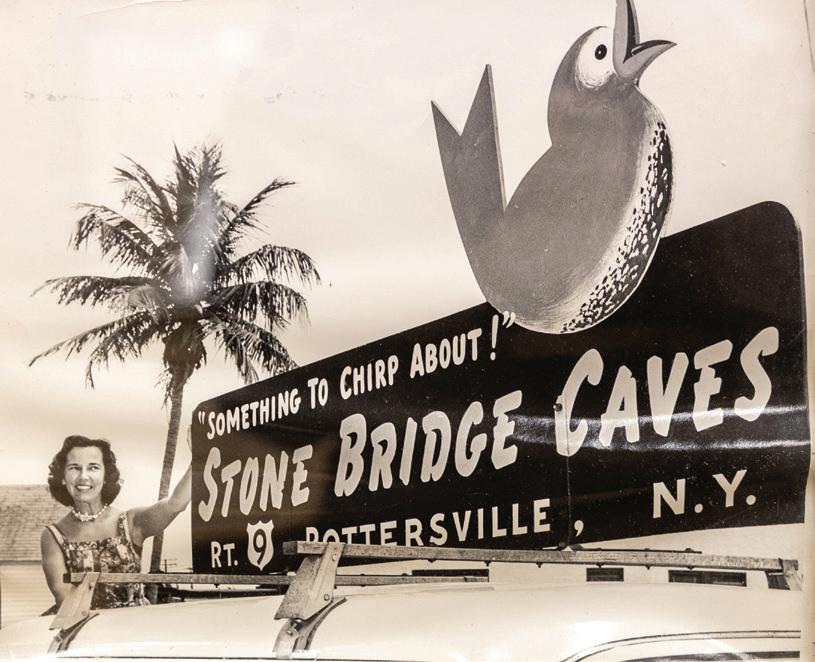 "SOMETHING TO CHIRP ABOUT!"
STONE BRIDGE CAVES
RT. 9 POTTERSVILLE, N.Y.